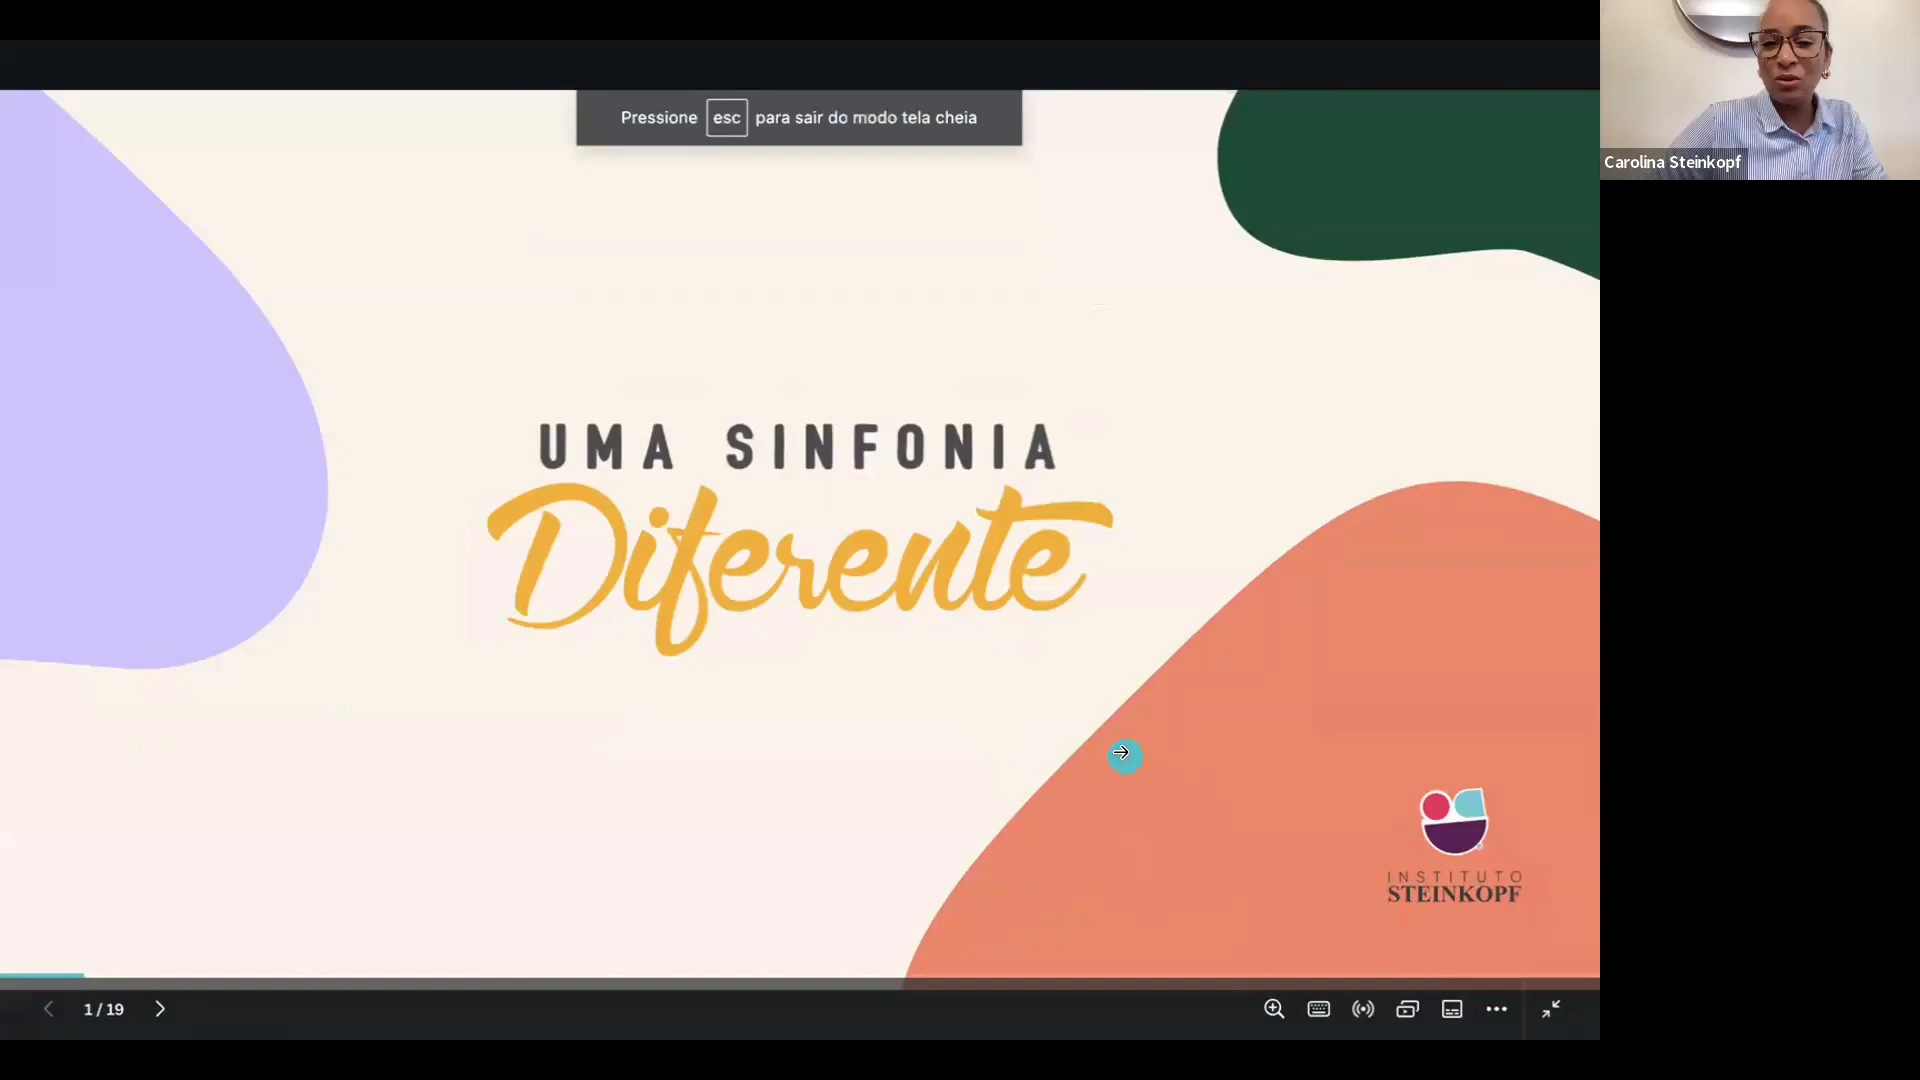 Pressione esc para sair do modo tela cheia
Carolina Steinkopf
UMA SINFONIA
Diferente
INSTITUTO
STEINKOPF
1 / 19